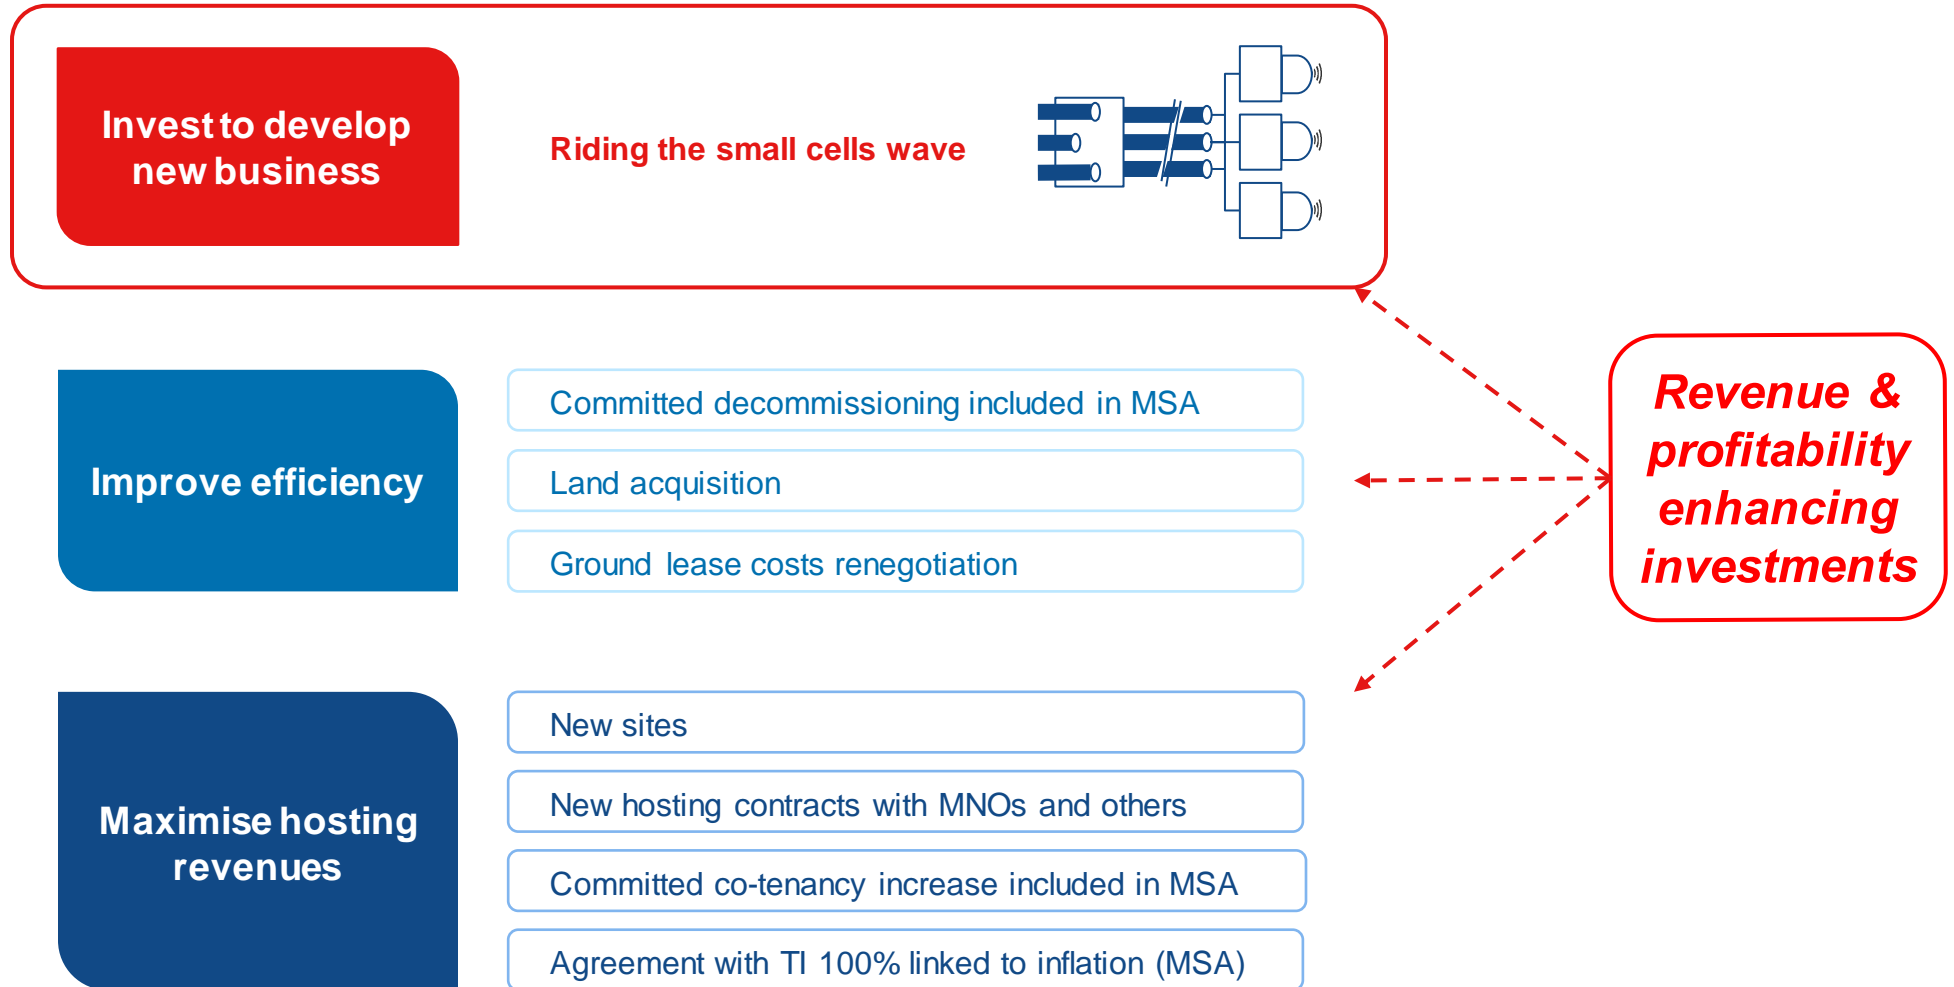 Invest to develop
new business
Riding the small cells wave
Improve efficiency
Committed decommissioning included in MSA
Land acquisition
Ground lease costs renegotiation
Maximise hosting
revenues
New sites
New hosting contracts with MNOs and others
Committed co-tenancy increase included in MSA
Agreement with TI 100% linked to inflation (MSA)
Revenue &
profitability
enhancing
investments